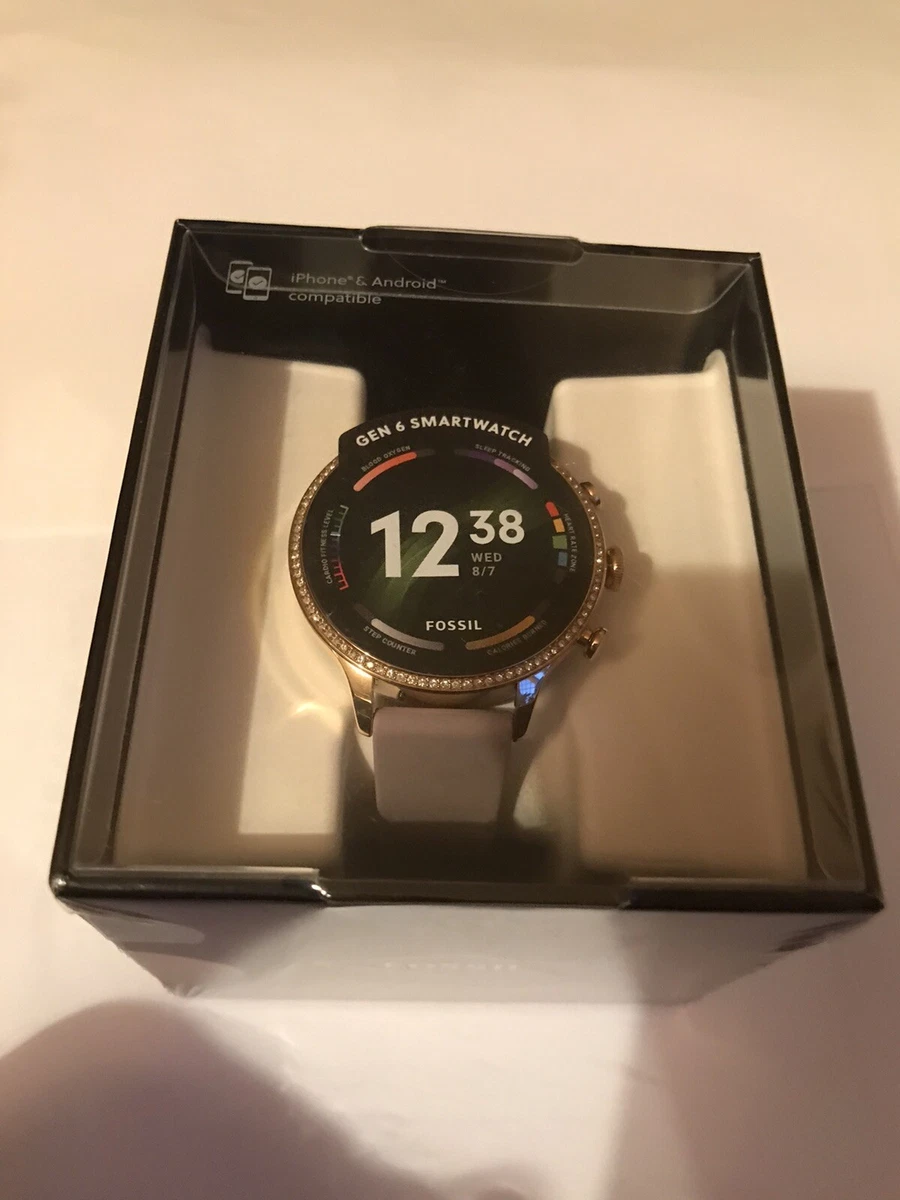 iPhone® & Android™
compatible
GEN 6 SMARTWATCH
BLOOD OXYGEN
SLEEP TRACKING
CARDIO FITNESS LEVEL
HEART RATE ZONE
12 38
WED
8/7
FOSSIL
STEP COUNTER
CALORIES BURNED